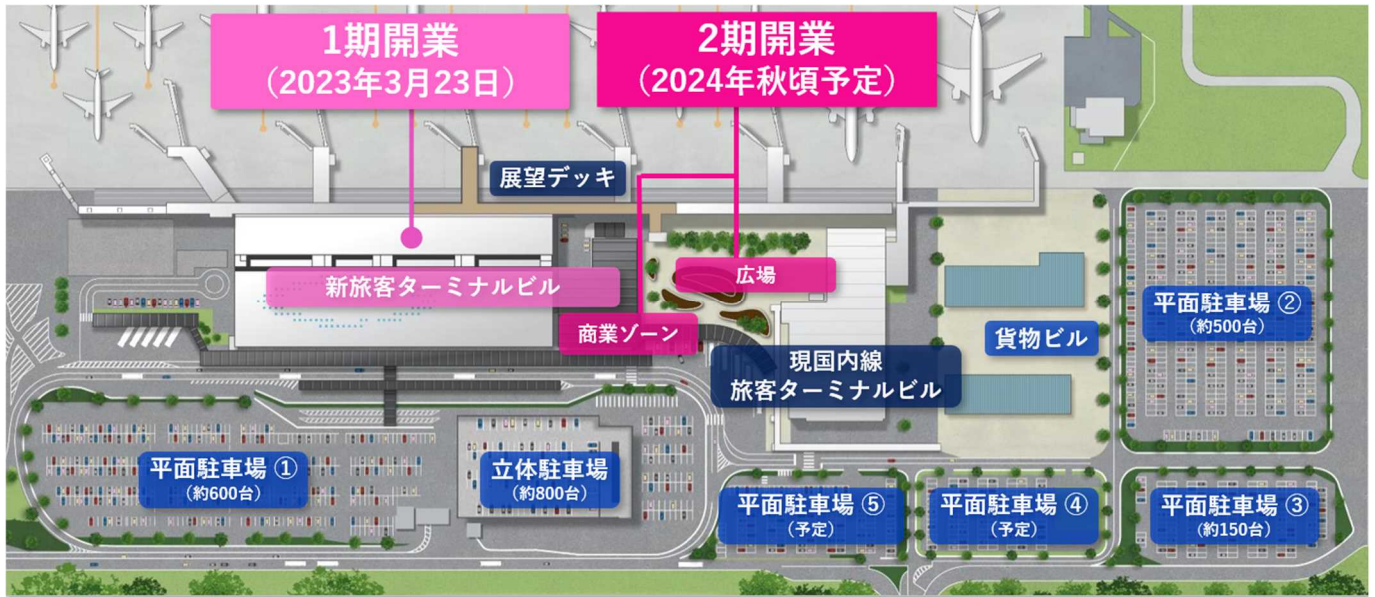 1期開業
（2023年3月23日）
2期開業
（2024年秋頃予定）
展望デッキ
新旅客ターミナルビル
広場
商業ゾーン
現国内線
旅客ターミナルビル
貨物ビル
平面駐車場 ②
（約500台）
平面駐車場 ①
（約600台）
立体駐車場
（約800台）
平面駐車場 ⑤
（予定）
平面駐車場 ④
（予定）
平面駐車場 ③
（約150台）